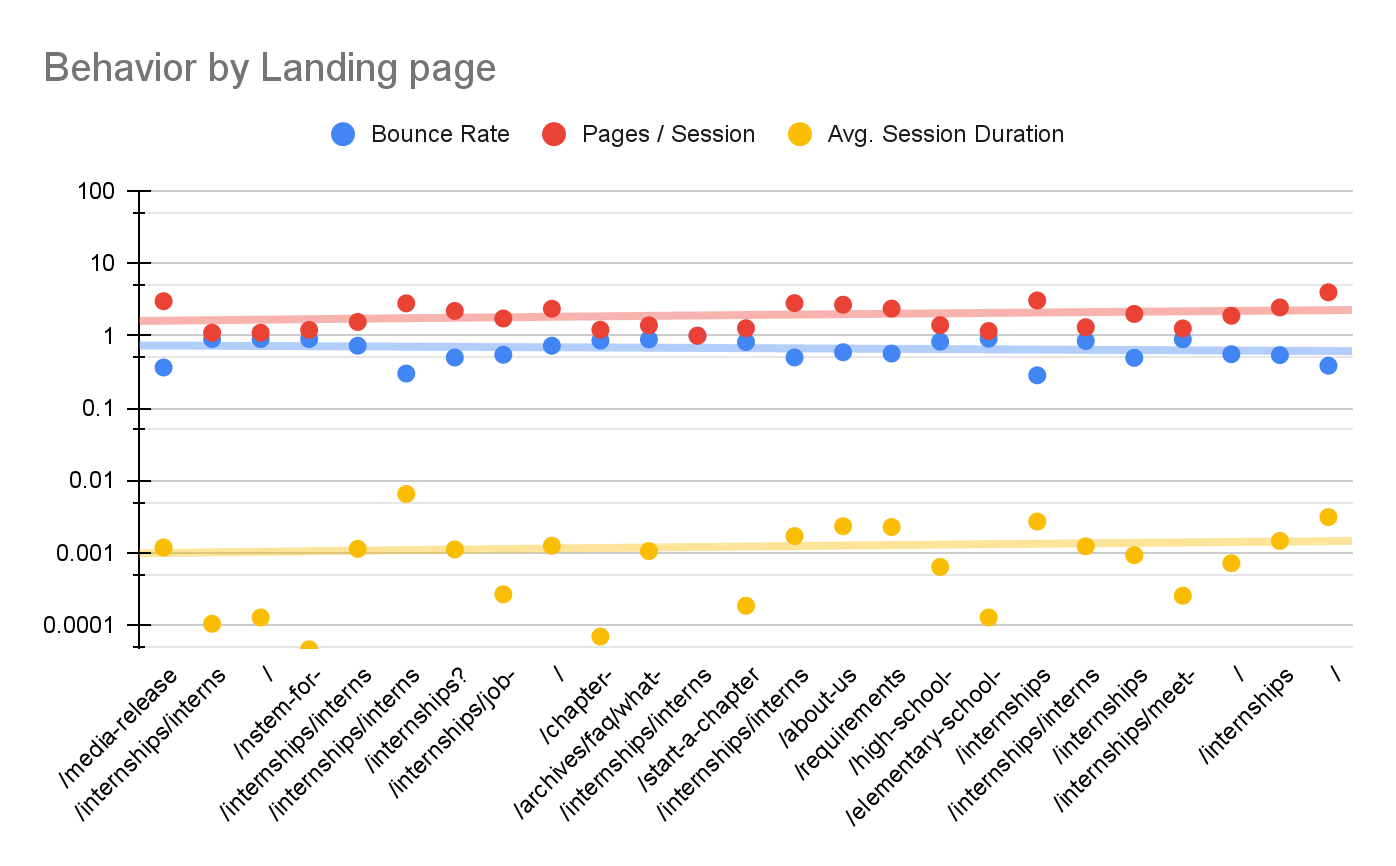 Behavior by Landing page
Bounce Rate Pages / Session Avg. Session Duration
100
10
1
0.1
0.01
0.001
0.0001
/media-release
/internships/interns
/
/nstem-for-
/internships/interns
/internships/interns
/internships?
/internships/job-
/
/chapter-
/archives/faq/what-
/internships/interns
/start-a-chapter
/internships/interns
/about-us
/requirements
/high-school-
/elementary-school-
/internships
/internships/interns
/internships
/internships/meet-
/
/internships
/